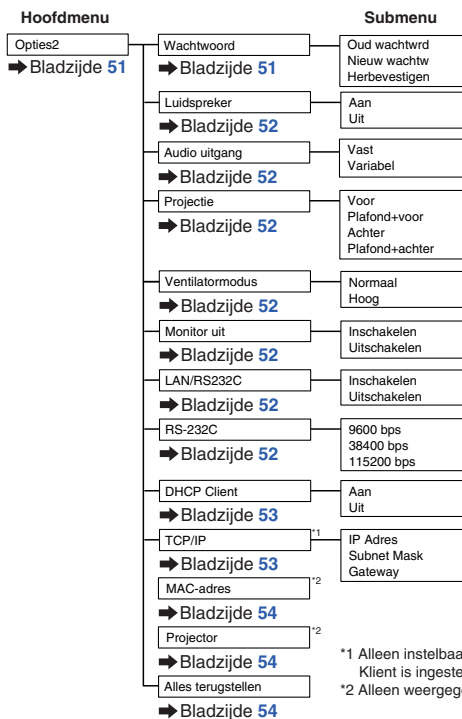 Hoofdmenu
Submenu
Opties2
Bladzijde 51
Wachtwoord
Bladzijde 51
Oud wachtwrd
Nieuw wachtw
Herbevestigen
Luidspreker
Bladzijde 52
Aan
Uit
Audio uitgang
Bladzijde 52
Vast
Variabel
Projectie
Bladzijde 52
Voor
Plafond+voor
Achter
Plafond+achter
Ventilatormodus
Bladzijde 52
Normaal
Hoog
Monitor uit
Bladzijde 52
Inschakelen
Uitschakelen
LAN/RS232C
Bladzijde 52
Inschakelen
Uitschakelen
RS-232C
Bladzijde 52
9600 bps
38400 bps
115200 bps
DHCP Client
Bladzijde 53
Aan
Uit
TCP/IP *1
Bladzijde 53
IP Adres
Subnet Mask
Gateway
MAC-adres *2
Bladzijde 54
Projector *2
Bladzijde 54
Alles terugstellen
Bladzijde 54
*1 Alleen instelbaa
Klient is ingeste
*2 Alleen weergeg